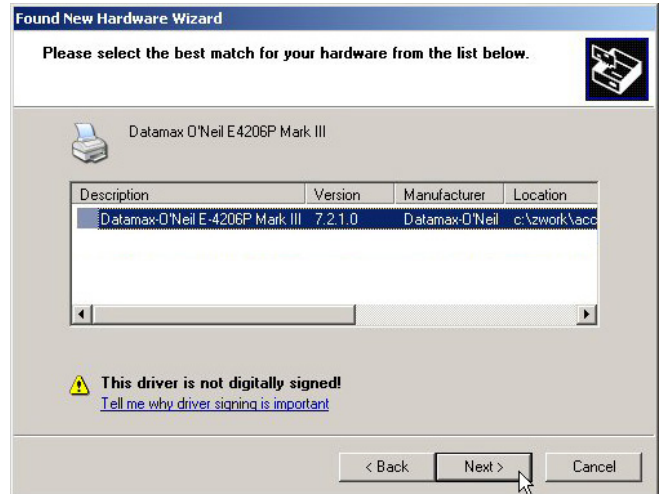 Found New Hardware Wizard
Please select the best match for your hardware from the list below.
Datamax O'Neil E4206P Mark III
Description Version Manufacturer Location
Datamax-O'Neil E-4206P Mark III 7.2.1.0 Datamax-O'Neil c:\zwork\acc
This driver is not digitally signed!
Tell me why driver signing is important
< Back Next > Cancel